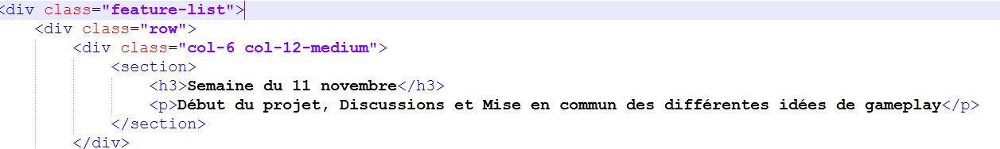 <div class="feature-list">
<div class="row">
<div class="col-6 col-12-medium">
<section>
<h3>Semaine du 11 novembre</h3>
<p>Début du projet, Discussions et Mise en commun des différentes idées de gameplay</p>
</section>
</div>